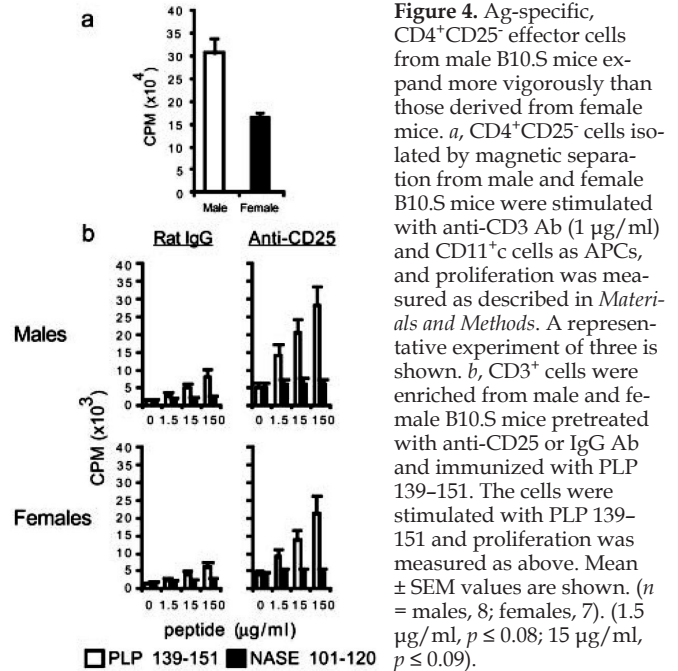 a
CPM (x10⁴)
40
35
30
25
20
15
10
5
0
Male Female
b
Rat IgG Anti-CD25
Males
40
35
30
25
20
15
10
5
0
0 1.5 15 150 0 1.5 15 150
CPM (x10³)
Females
40
35
30
25
20
15
10
5
0
0 1.5 15 150 0 1.5 15 150
peptide (µg/ml)
PLP 139-151 NASE 101-120
Figure 4. Ag-specific,
CD4⁺CD25⁻ effector cells
from male B10.S mice ex-
pand more vigorously than
those derived from female
mice. a, CD4⁺CD25⁻ cells iso-
lated by magnetic separa-
tion from male and female
B10.S mice were stimulated
with anti-CD3 Ab (1 µg/ml)
and CD11⁺c cells as APCs,
and proliferation was mea-
sured as described in Materi-
als and Methods. A represen-
tative experiment of three is
shown. b, CD3⁺ cells were
enriched from male and fe-
male B10.S mice pretreated
with anti-CD25 or IgG Ab
and immunized with PLP
139–151. The cells were
stimulated with PLP 139–
151 and proliferation was
measured as above. Mean
± SEM values are shown. (n
= males, 8; females, 7). (1.5
µg/ml, p ≤ 0.08; 15 µg/ml,
p ≤ 0.09).